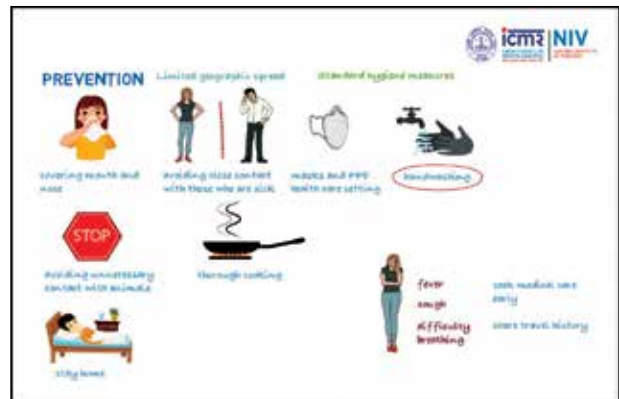 icmr NIV
PREVENTION
Limited geographic spread
Standard hygiene measures
covering mouth and
nose
avoiding close contact
with those who are sick
masks and PPE
health care setting
handwashing
STOP
Avoiding unnecessary
contact with animals
thorough cooking
fever
cough
difficulty
breathing
seek medical care
early
share travel history
stay home